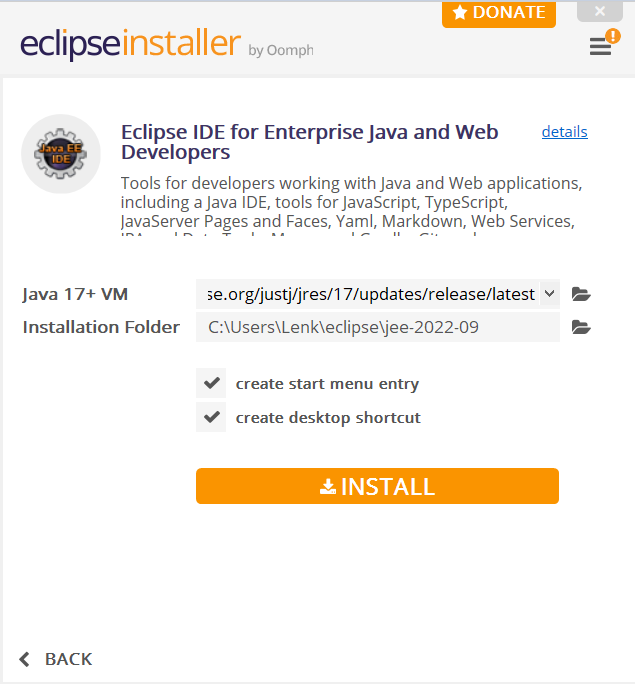 DONATE
eclipseinstaller by Oomph
Java EE
IDE
Eclipse IDE for Enterprise Java and Web
Developers
details
Tools for developers working with Java and Web applications,
including a Java IDE, tools for JavaScript, TypeScript,
JavaServer Pages and Faces, Yaml, Markdown, Web Services,
Java 17+ VM
se.org/justj/jres/17/updates/release/latest
Installation Folder
C:\Users\Lenk\eclipse\jee-2022-09
create start menu entry
create desktop shortcut
INSTALL
BACK